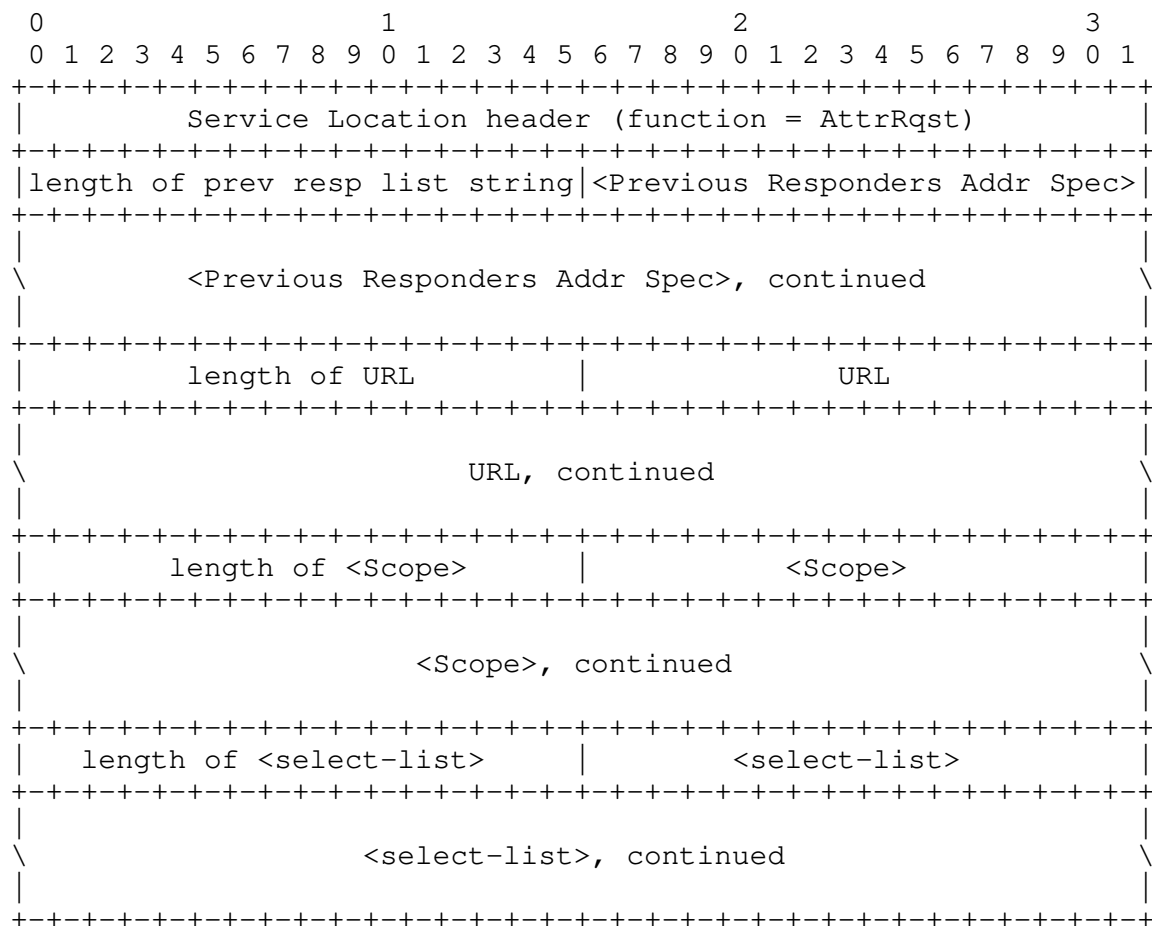 0                   1                   2                   3
 0 1 2 3 4 5 6 7 8 9 0 1 2 3 4 5 6 7 8 9 0 1 2 3 4 5 6 7 8 9 0 1
+-+-+-+-+-+-+-+-+-+-+-+-+-+-+-+-+-+-+-+-+-+-+-+-+-+-+-+-+-+-+-+-+
|         Service Location header (function = AttrRqst)         |
+-+-+-+-+-+-+-+-+-+-+-+-+-+-+-+-+-+-+-+-+-+-+-+-+-+-+-+-+-+-+-+-+
|length of prev resp list string|<Previous Responders Addr Spec>|
+-+-+-+-+-+-+-+-+-+-+-+-+-+-+-+-+-+-+-+-+-+-+-+-+-+-+-+-+-+-+-+-+
|                                                               |
\         <Previous Responders Addr Spec>, continued            \
|                                                               |
+-+-+-+-+-+-+-+-+-+-+-+-+-+-+-+-+-+-+-+-+-+-+-+-+-+-+-+-+-+-+-+-+
|         length of URL         |              URL              |
+-+-+-+-+-+-+-+-+-+-+-+-+-+-+-+-+-+-+-+-+-+-+-+-+-+-+-+-+-+-+-+-+
|                                                               |
\                         URL, continued                        \
|                                                               |
+-+-+-+-+-+-+-+-+-+-+-+-+-+-+-+-+-+-+-+-+-+-+-+-+-+-+-+-+-+-+-+-+
|        length of <Scope>      |           <Scope>             |
+-+-+-+-+-+-+-+-+-+-+-+-+-+-+-+-+-+-+-+-+-+-+-+-+-+-+-+-+-+-+-+-+
|                                                               |
\                      <Scope>, continued                       \
|                                                               |
+-+-+-+-+-+-+-+-+-+-+-+-+-+-+-+-+-+-+-+-+-+-+-+-+-+-+-+-+-+-+-+-+
|   length of <select-list>     |        <select-list>          |
+-+-+-+-+-+-+-+-+-+-+-+-+-+-+-+-+-+-+-+-+-+-+-+-+-+-+-+-+-+-+-+-+
|                                                               |
\                   <select-list>, continued                    \
|                                                               |
+-+-+-+-+-+-+-+-+-+-+-+-+-+-+-+-+-+-+-+-+-+-+-+-+-+-+-+-+-+-+-+-+